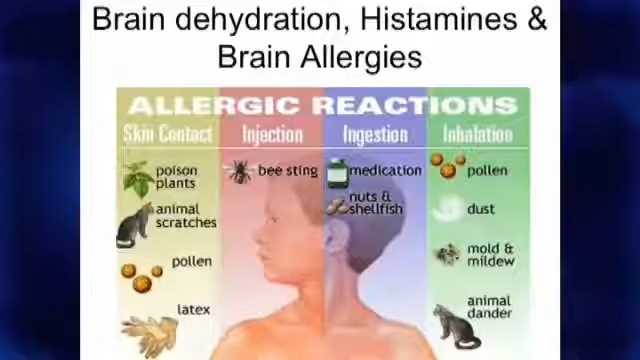 Brain dehydration, Histamines &
Brain Allergies
ALLERGIC REACTIONS
Skin Contact
poison
plants
animal
scratches
pollen
latex
Injection
bee sting
Ingestion
medication
nuts &
shellfish
Inhalation
pollen
dust
mold &
mildew
animal
dander